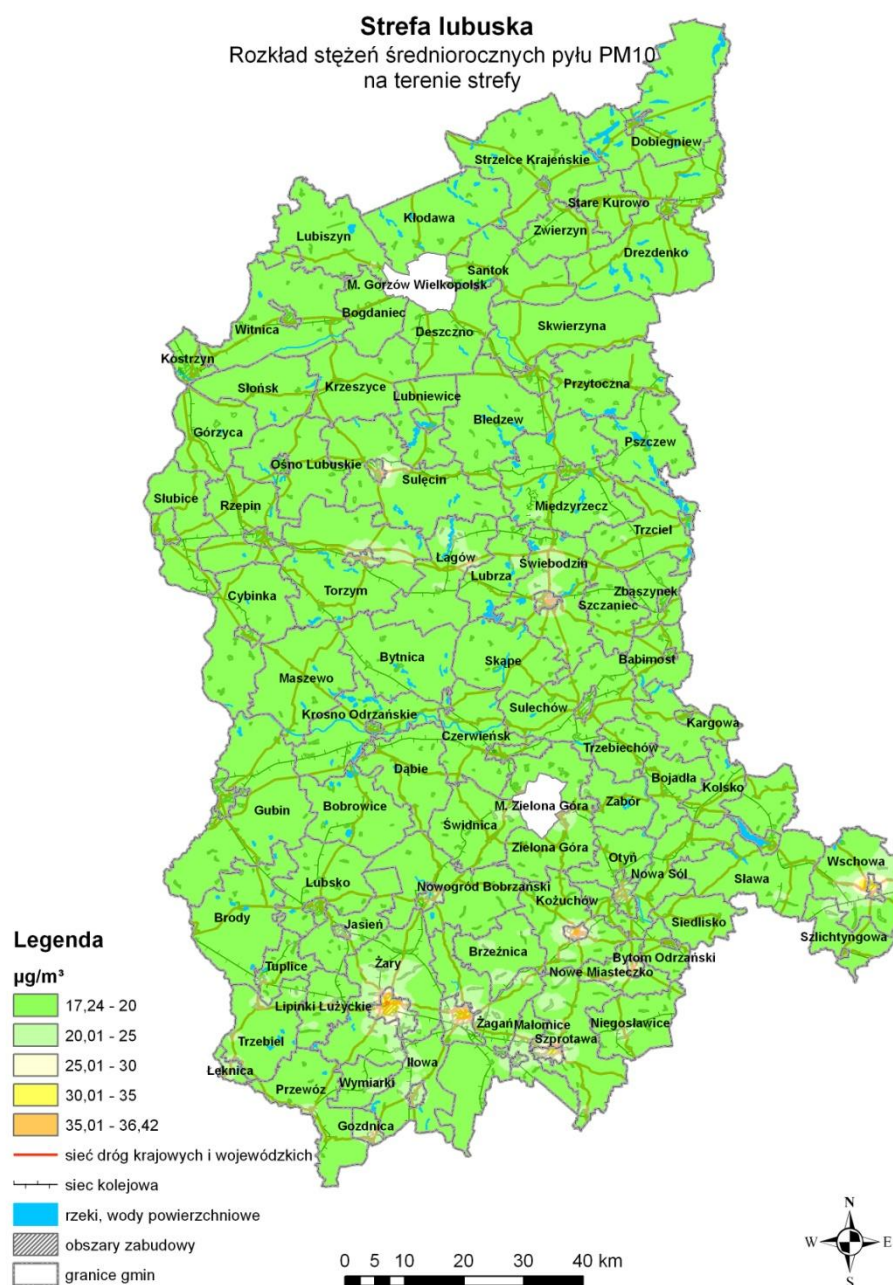 Strefa lubuska
Rozkład stężeń średniorocznych pyłu PM10
na terenie strefy
Dobiegniew
Strzelce Krajeńskie
Stare Kurowo
Kłodawa
Zwierzyn
Lubiszyn
Drezdenko
Santok
M. Gorzów Wielkopolsk
Bogdaniec
Deszczno
Skwierzyna
Witnica
Kostrzyn
Przytoczna
Słońsk
Krzeszyce
Lubniewice
Bledzew
Górzyca
Pszczew
Ośno Lubuskie
Sulęcin
Słubice
Rzepin
Międzyrzecz
Trzciel
Łagów
Świebodzin
Lubrza
Cybinka
Torzym
Zbąszynek
Szczaniec
Bytnica
Skąpe
Babimost
Maszewo
Sulechów
Krosno Odrzańskie
Kargowa
Czerwieńsk
Trzebiechów
Dąbie
Bojadła
Kolsko
Gubin
Bobrowice
M. Zielona Góra
Zabór
Świdnica
Zielona Góra
Otyń
Wschowa
Lubsko
Nowogród Bobrzański
Nowa Sól
Sława
Kożuchów
Brody
Jasień
Siedlisko
Szlichtyngowa
Brzeźnica
Bytom Odrzański
Tuplice
Żary
Nowe Miasteczko
Lipinki Łużyckie
Żagań
Małomice
Niegosławice
Trzebiel
Szprotawa
Łęknica
Iłowa
Przewóz
Wymiarki
Gozdnica
Legenda
µg/m³
17,24 - 20
20,01 - 25
25,01 - 30
30,01 - 35
35,01 - 36,42
sieć dróg krajowych i wojewódzkich
siec kolejowa
rzeki, wody powierzchniowe
obszary zabudowy
granice gmin
0 5 10 20 30 40 km
N
W E
S